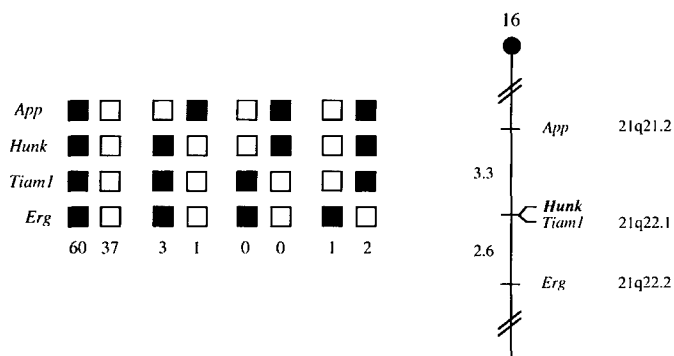 16
App
Hunk
Tiam1
Erg
60 37 3 1 0 0 1 2
App 21q21.2
3.3
Hunk
Tiam1 21q22.1
2.6
Erg 21q22.2